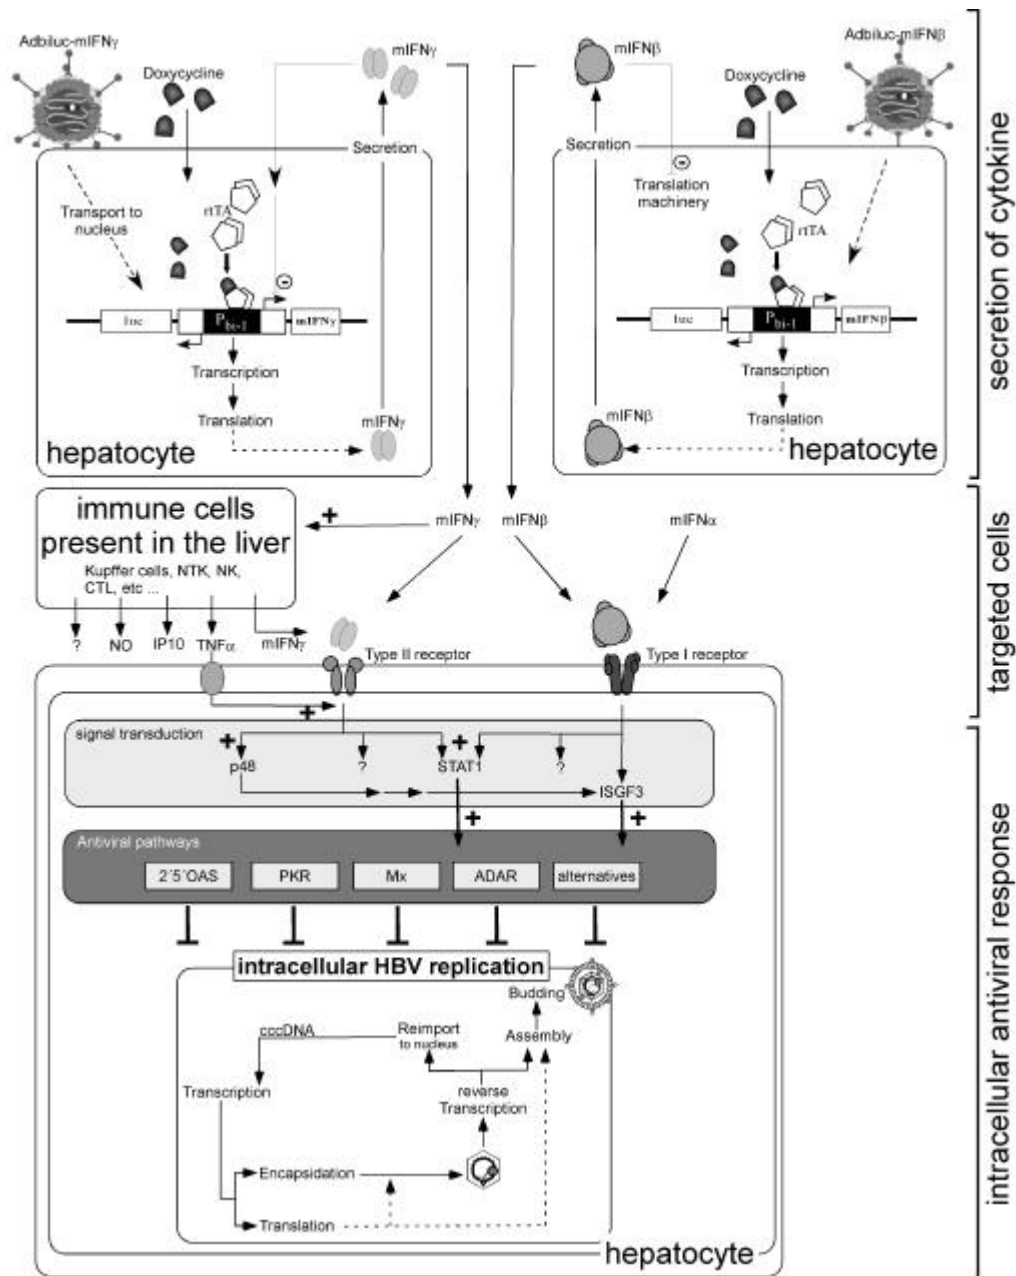 Adbiluc-mIFNγ
Doxycycline
mIFNγ
mIFNβ
Doxycycline
Adbiluc-mIFNβ
Secretion
Secretion
Transport to
nucleus
rtTA
Translation
machinery
rtTA
luc
Pbi-1
mIFNγ
luc
Pbi-1
mIFNβ
Transcription
Transcription
Translation
mIFNγ
mIFNβ
Translation
hepatocyte
hepatocyte
secretion of cytokine
immune cells
present in the liver
Kupffer cells, NTK, NK,
CTL, etc ...
+
mIFNγ
mIFNβ
mIFNα
?
NO
IP10
TNFα
mIFNγ
Type II receptor
Type I receptor
targeted cells
+
signal transduction
+
+
p48
?
STAT1
?
ISGF3
+
+
Antiviral pathways
2'5'OAS
PKR
Mx
ADAR
alternatives
intracellular HBV replication
Budding
cccDNA
Reimport
to nucleus
Assembly
Transcription
reverse
Transcription
Encapsidation
Translation
hepatocyte
intracellular antiviral response